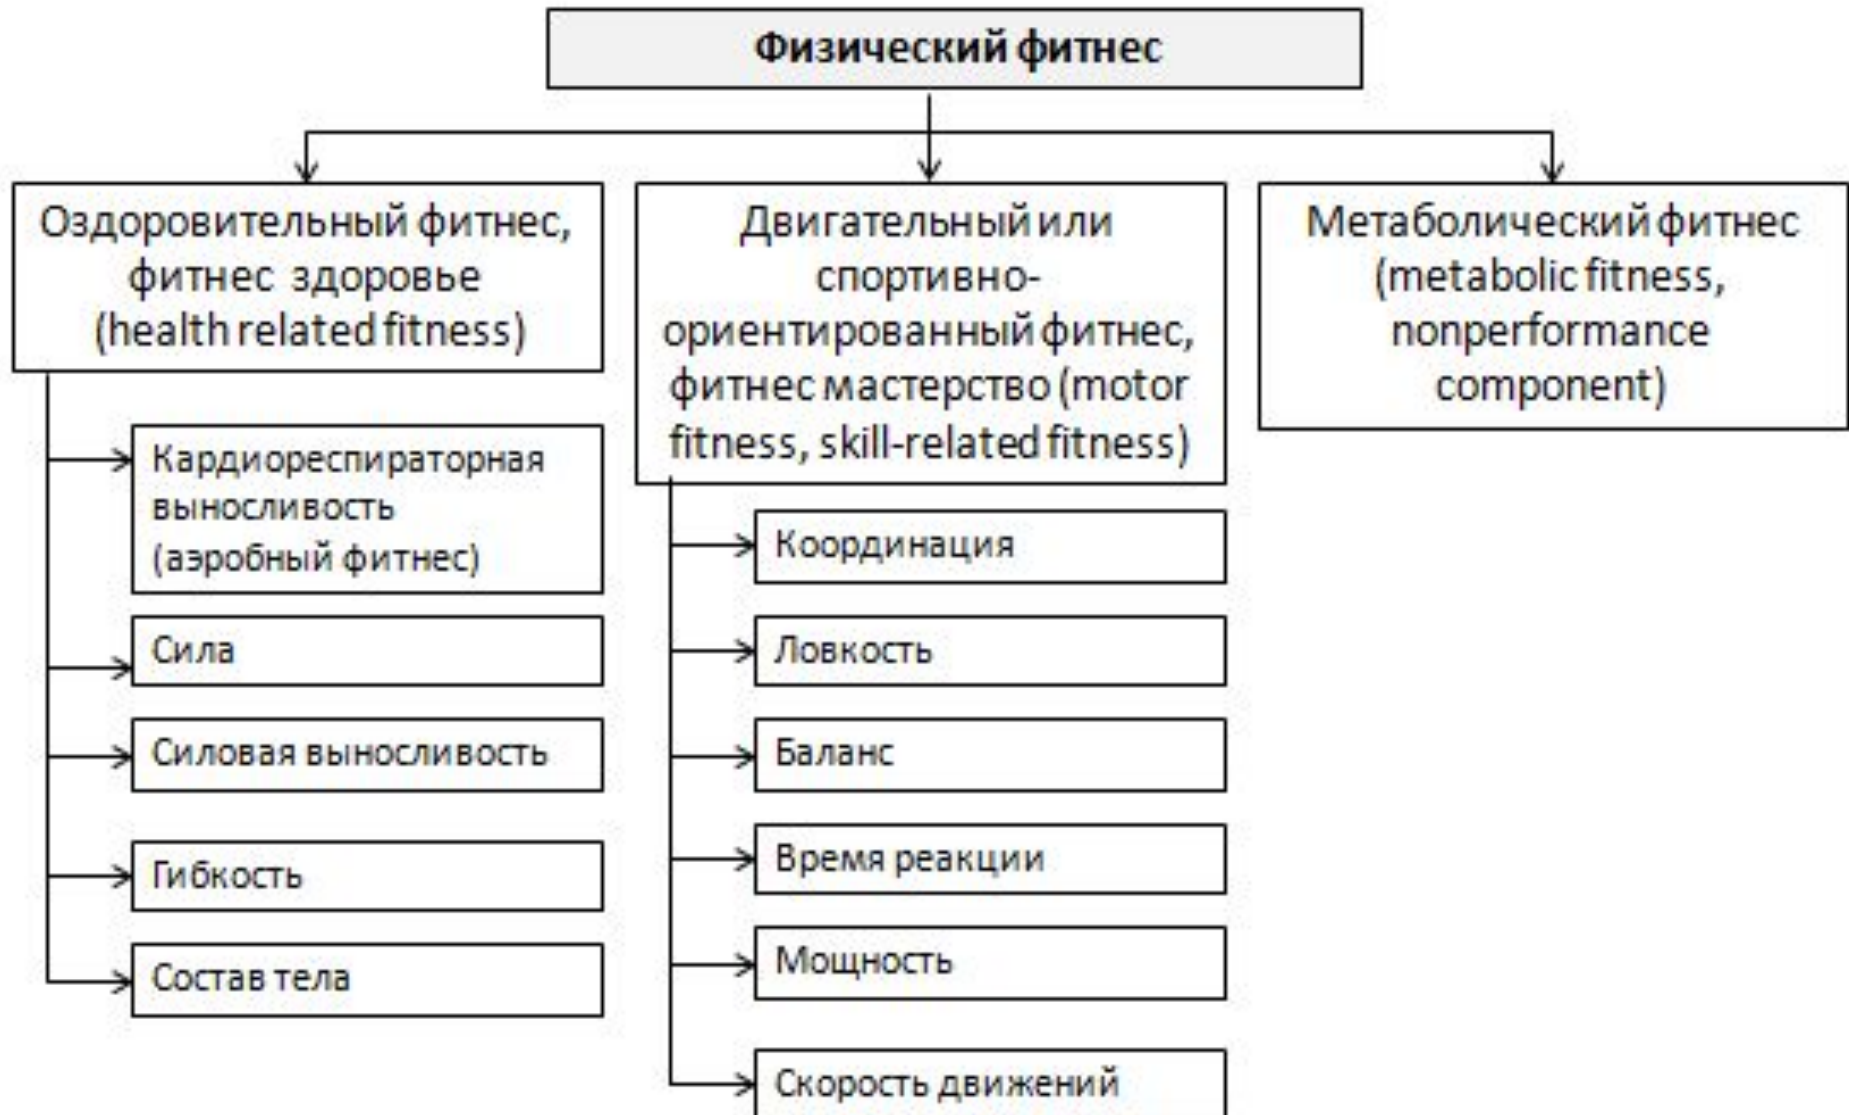 Физический фитнес
Оздоровительный фитнес,
фитнес здоровье
(health related fitness)
Кардиореспираторная
выносливость
(аэробный фитнес)
Сила
Силовая выносливость
Гибкость
Состав тела
Двигательный или
спортивно-
ориентированный фитнес,
фитнес мастерство (motor
fitness, skill-related fitness)
Координация
Ловкость
Баланс
Время реакции
Мощность
Скорость движений
Метаболический фитнес
(metabolic fitness,
nonperformance
component)